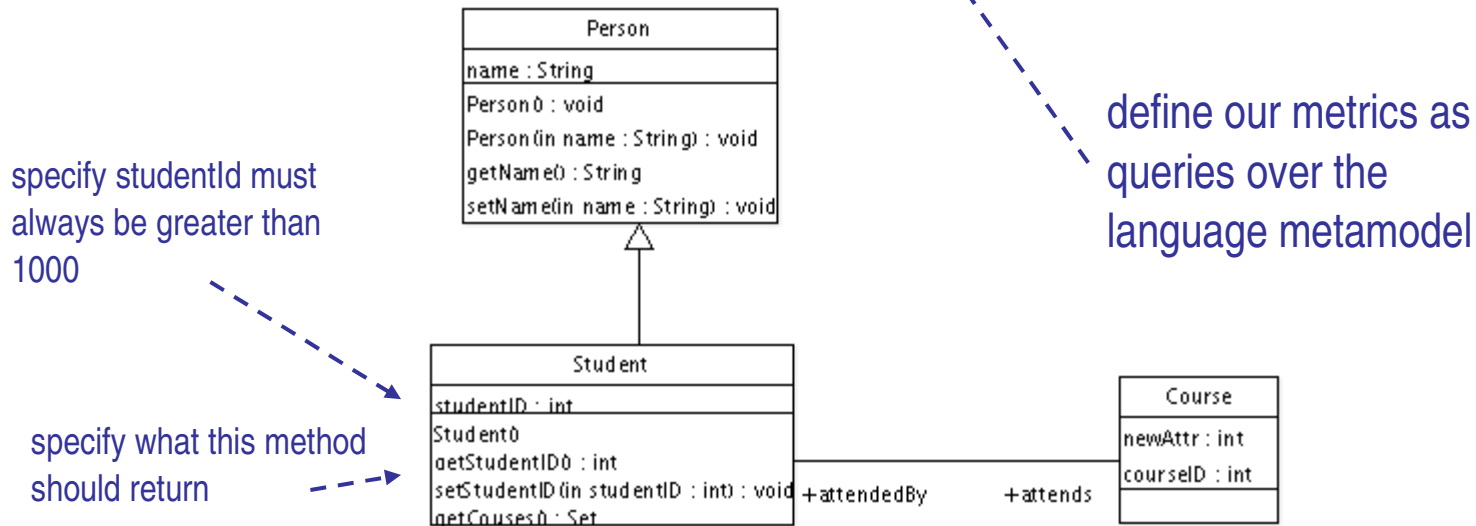 Person
name : String
Person() : void
Person(in name : String) : void
getName() : String
setName(in name : String) : void
define our metrics as
queries over the
language metamodel
specify studentId must
always be greater than
1000
specify what this method
should return
Student
studentID : int
Student()
getStudentID() : int
setStudentID(in studentID : int) : void
getCouses() : Set
+attendedBy
+attends
Course
newAttr : int
courseID : int